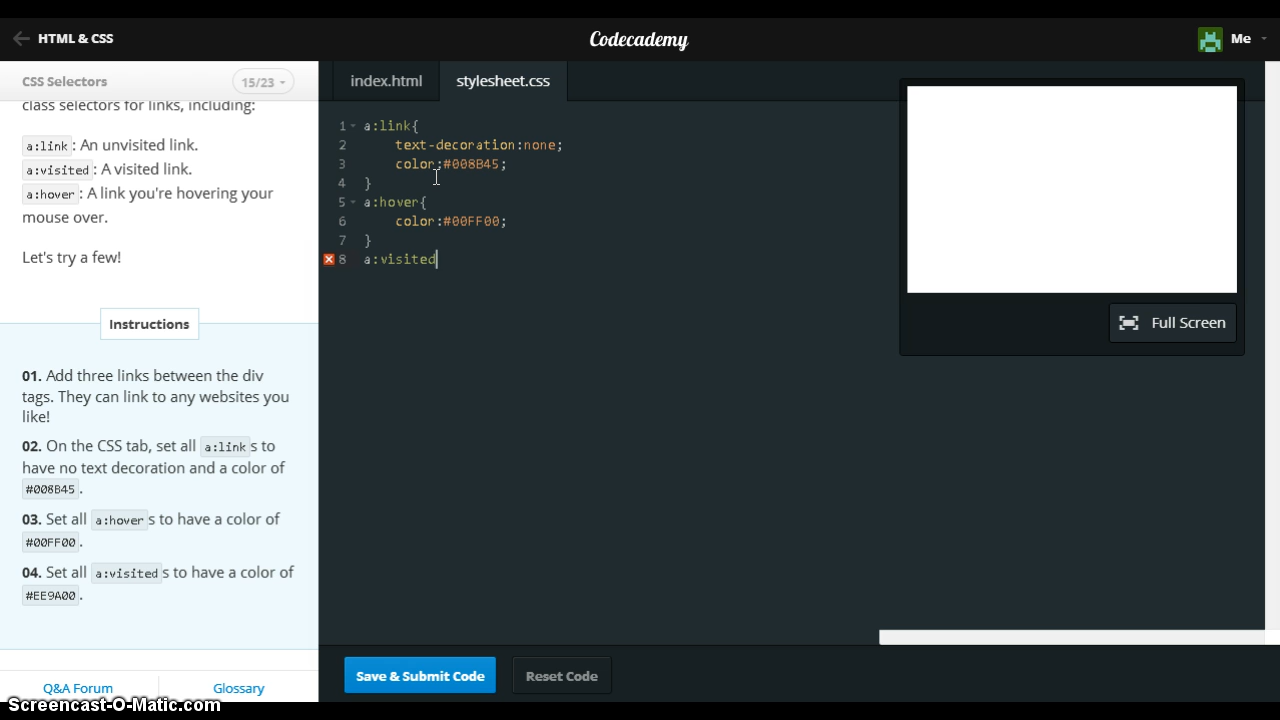 HTML & CSS
Codecademy
Me
CSS Selectors
15/23
index.html
stylesheet.css
class selectors for links, including:
a:link : An unvisited link.
a:visited : A visited link.
a:hover : A link you're hovering your
mouse over.
Let's try a few!
Instructions
01. Add three links between the div
tags. They can link to any websites you
like!
02. On the CSS tab, set all a:link s to
have no text decoration and a color of
#008B45 .
03. Set all a:hover s to have a color of
#00FF00 .
04. Set all a:visited s to have a color of
#EE9A00 .
Q&A Forum
Glossary
1 a:link{
2 text-decoration:none;
3 color:#008B45;
4 }
5 a:hover{
6 color:#00FF00;
7 }
8 a:visited
Full Screen
Save & Submit Code
Reset Code
Screencast-O-Matic.com